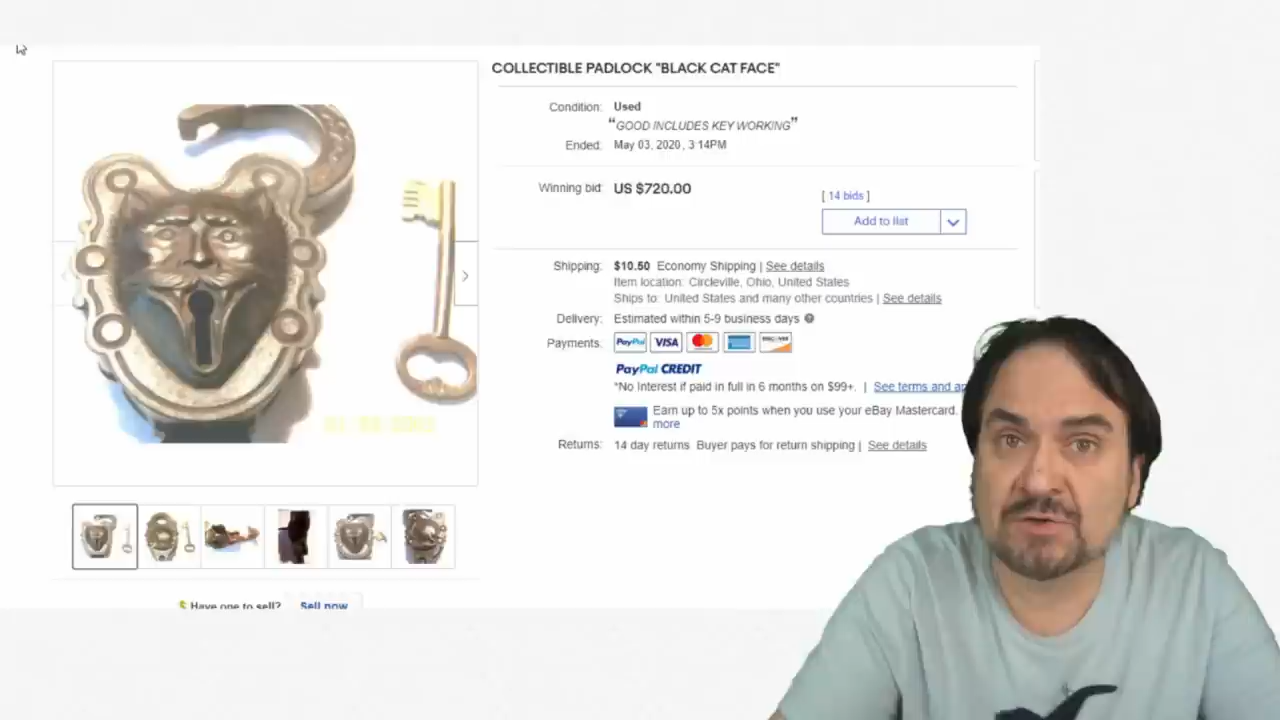 COLLECTIBLE PADLOCK "BLACK CAT FACE"
Condition: Used
"GOOD INCLUDES KEY WORKING"
Ended: May 03, 2020 , 3:14PM
Winning bid: US $720.00
[ 14 bids ]
Add to list
Shipping: $10.50 Economy Shipping | See details
Item location: Circleville, Ohio, United States
Ships to: United States and many other countries | See details
Delivery: Estimated within 5-9 business days
Payments: PayPal VISA MasterCard DISCOVER
PayPal CREDIT
*No Interest if paid in full in 6 months on $99+. | See terms and
Earn up to 5x points when you use your eBay Mastercard.
more
Returns: 14 day returns Buyer pays for return shipping | See details
Have one to sell? Sell now